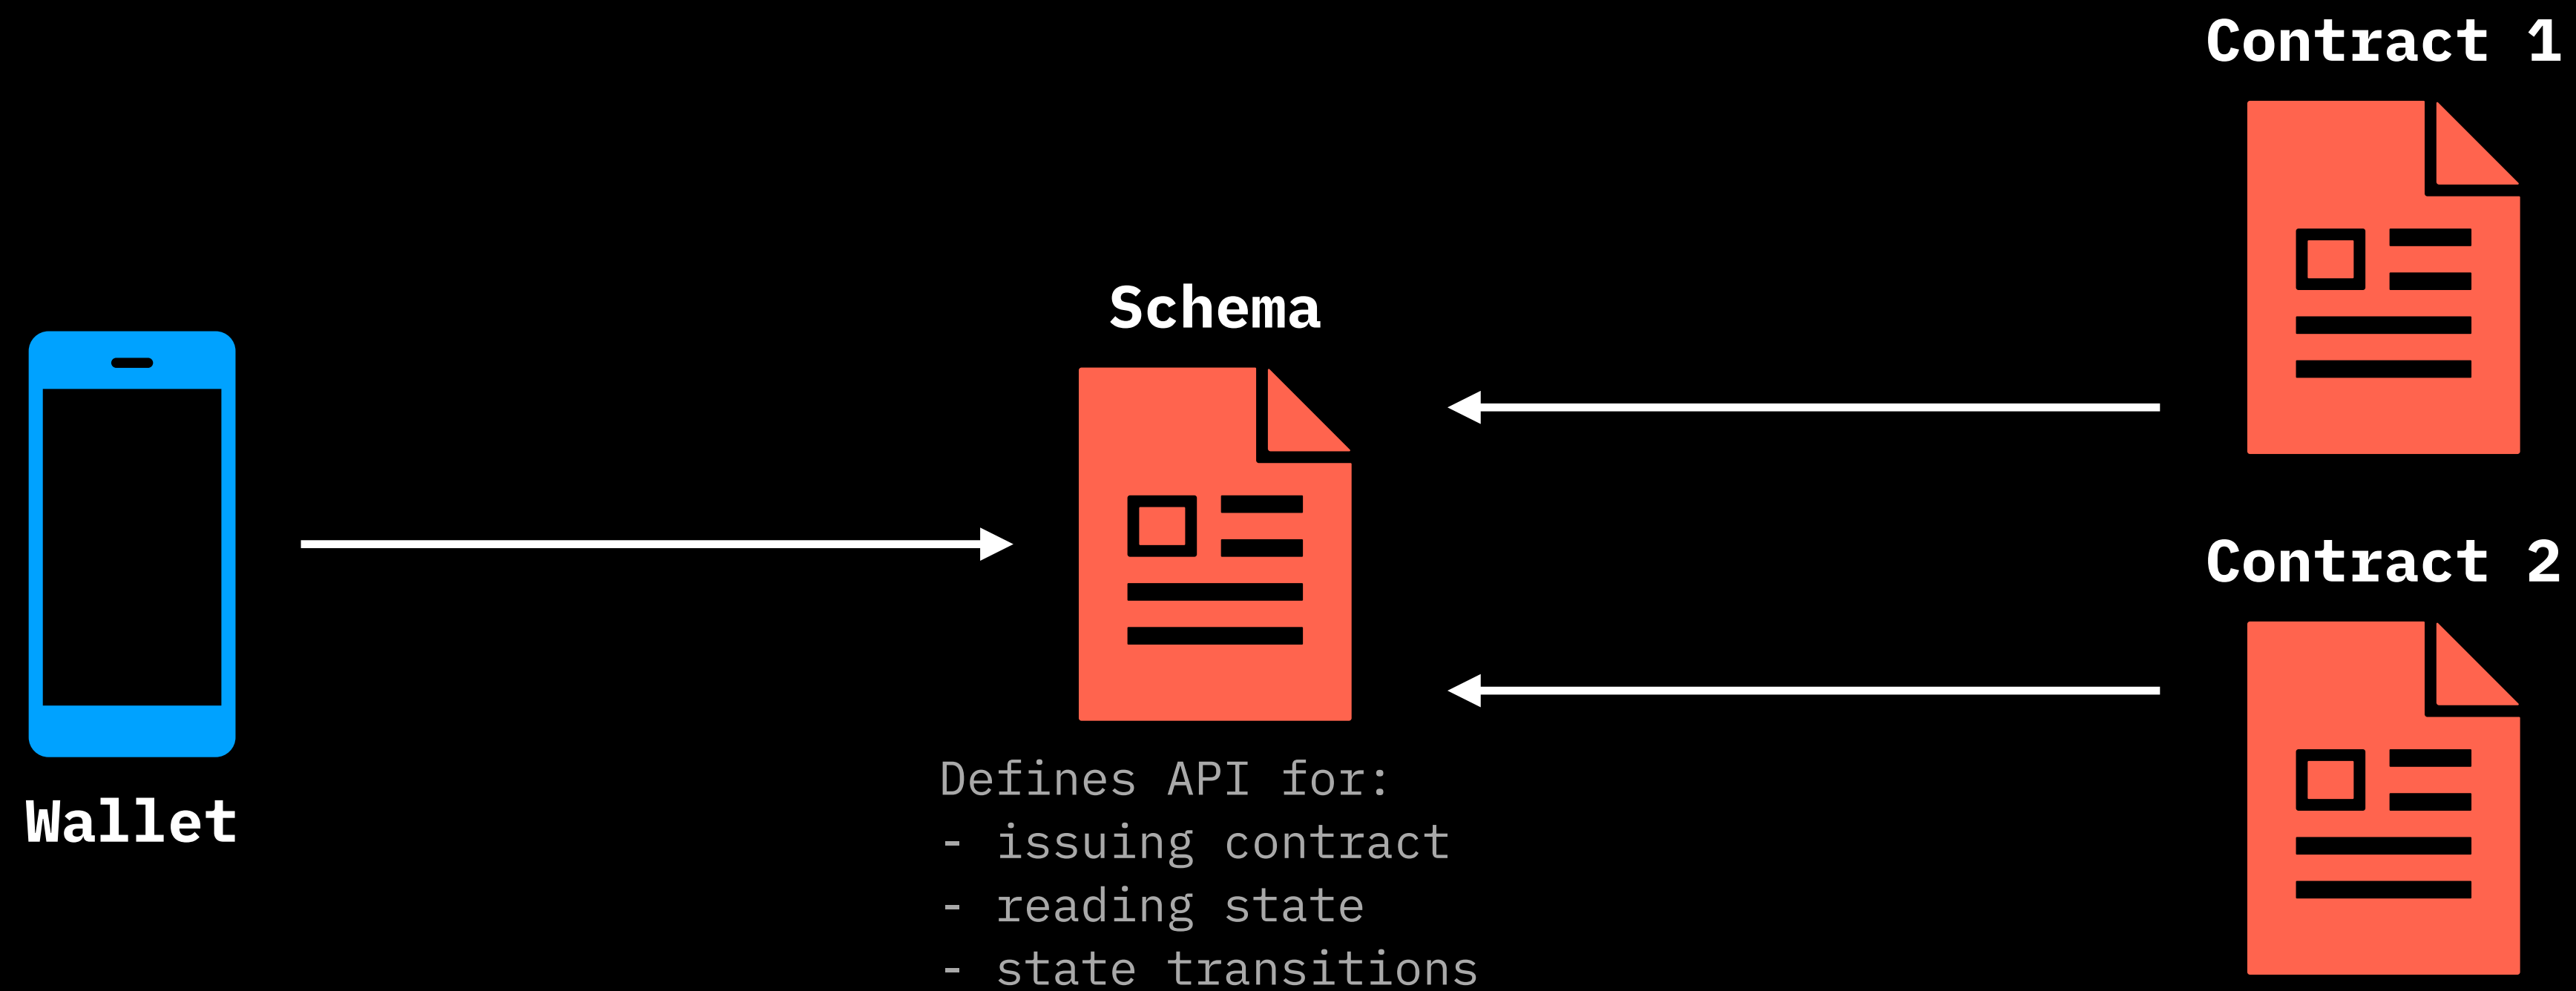 Contract 1
Schema
Contract 2
Wallet
Defines API for:
- issuing contract
- reading state
- state transitions